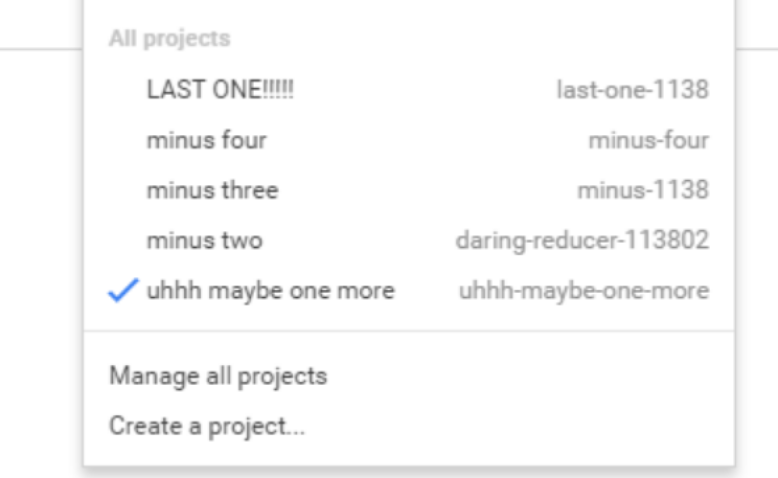 All projects
LAST ONE!!!!! last-one-1138
minus four minus-four
minus three minus-1138
minus two daring-reducer-113802
uhhh maybe one more uhhh-maybe-one-more
Manage all projects
Create a project...